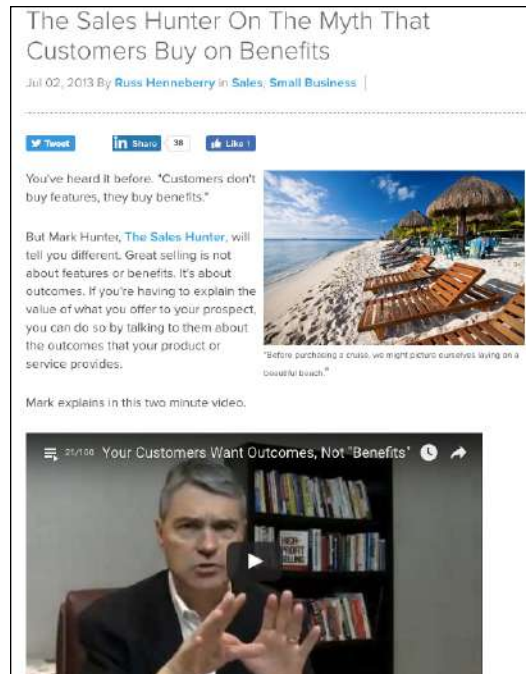 The Sales Hunter On The Myth That
Customers Buy on Benefits
Jul 02, 2013 By Russ Henneberry in Sales, Small Business |
Tweet
in Share 38
Like 1
You've heard it before. "Customers don't
buy features, they buy benefits."
But Mark Hunter, The Sales Hunter, will
tell you different. Great selling is not
about features or benefits. It's about
outcomes. If you're having to explain the
value of what you offer to your prospect,
you can do so by talking to them about
the outcomes that your product or
service provides.
"Before purchasing a cruise, we might picture ourselves laying on a
beautiful beach."
Mark explains in this two minute video.
Your Customers Want Outcomes, Not "Benefits"
HIGH-
PROFIT
SELLING